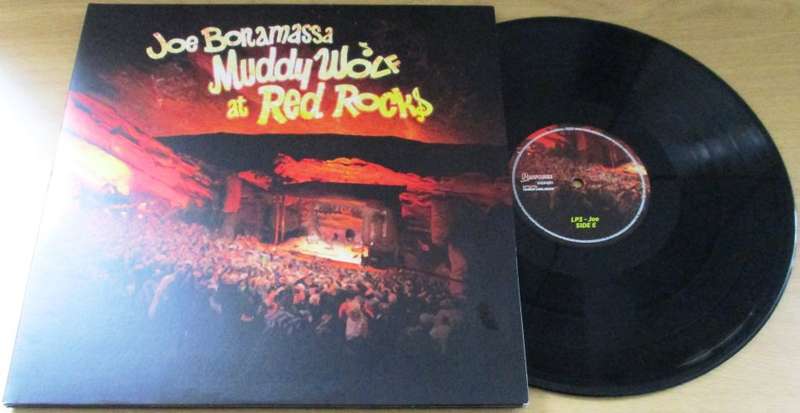 Joe Bonamassa
Muddy Wolf
at Red Rocks
LP3 - Joe
SIDE E